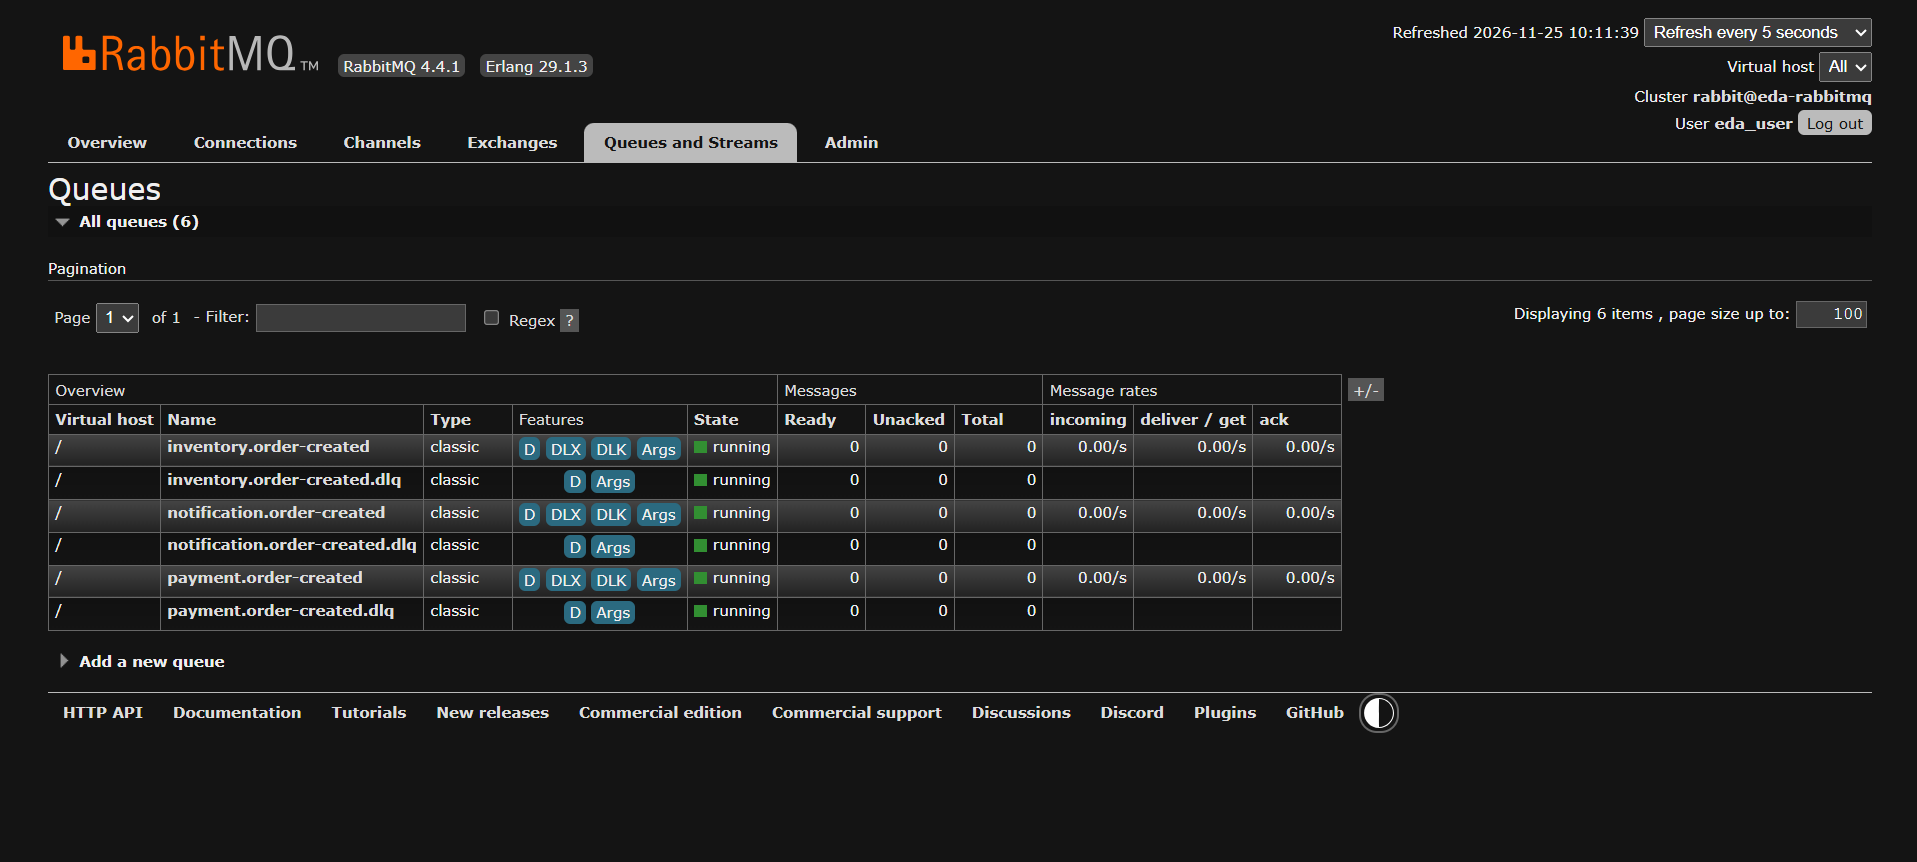 RabbitMQ TM RabbitMQ 4.4.1 Erlang 29.1.3
Refreshed 2026-11-25 10:11:39 Refresh every 5 seconds
Virtual host All
Cluster rabbit@eda-rabbitmq
User eda_user Log out
Overview Connections Channels Exchanges Queues and Streams Admin
Queues
All queues (6)
Pagination
Page 1 of 1 - Filter: Regex ? Displaying 6 items , page size up to: 100
Overview Messages Message rates +/-
Virtual host Name Type Features State Ready Unacked Total incoming deliver / get ack
/ inventory.order-created classic D DLX DLK Args running 0 0 0 0.00/s 0.00/s 0.00/s
/ inventory.order-created.dlq classic D Args running 0 0 0
/ notification.order-created classic D DLX DLK Args running 0 0 0 0.00/s 0.00/s 0.00/s
/ notification.order-created.dlq classic D Args running 0 0 0
/ payment.order-created classic D DLX DLK Args running 0 0 0 0.00/s 0.00/s 0.00/s
/ payment.order-created.dlq classic D Args running 0 0 0
Add a new queue
HTTP API Documentation Tutorials New releases Commercial edition Commercial support Discussions Discord Plugins GitHub